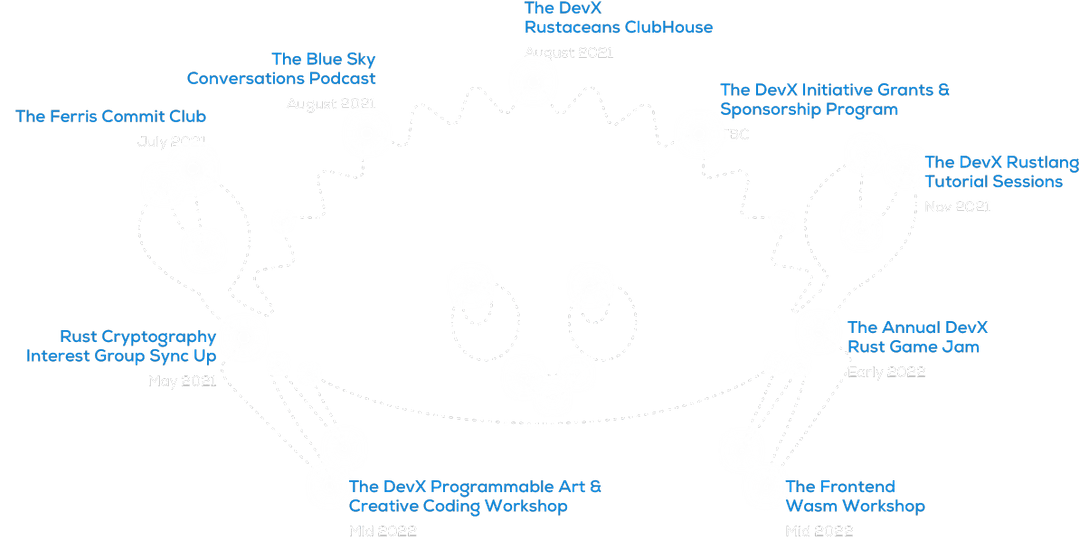 The DevX
Rustaceans ClubHouse
August 2021
The Blue Sky
Conversations Podcast
August 2021
The DevX Initiative Grants &
Sponsorship Program
TBC
The Ferris Commit Club
July 2021
The DevX Rustlang
Tutorial Sessions
Nov 2021
Rust Cryptography
Interest Group Sync Up
May 2021
The Annual DevX
Rust Game Jam
Early 2022
The DevX Programmable Art &
Creative Coding Workshop
Mid 2022
The Frontend
Wasm Workshop
Mid 2022